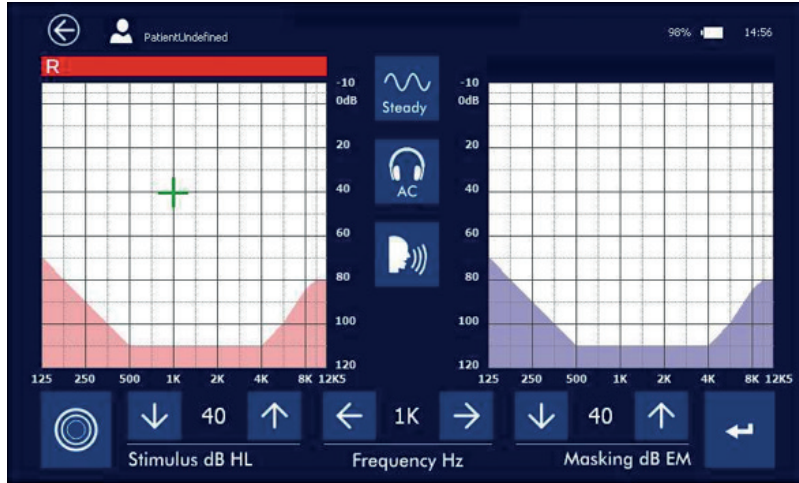 PatientUndefined
98%
14:56
R
-10
0dB
20
40
60
80
100
120
125 250 500 1K 2K 4K 8K 12K5
Steady
AC
-10
0dB
20
40
60
80
100
120
125 250 500 1K 2K 4K 8K 12K5
40
Stimulus dB HL
1K
Frequency Hz
40
Masking dB EM